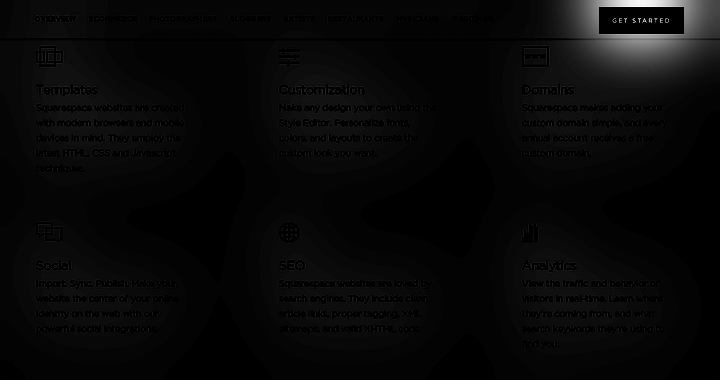 OVERVIEW ECOMMERCE PHOTOGRAPHERS BLOGGERS ARTISTS RESTAURANTS MUSICIANS WEDDINGS
GET STARTED
Templates
Squarespace websites are created
with modern browsers and mobile
devices in mind. They employ the
latest HTML, CSS and Javascript
techniques.
Customization
Make any design your own using the
Style Editor. Personalize fonts,
colors, and layouts to create the
custom look you want.
Domains
Squarespace makes adding your
custom domain simple, and every
annual account receives a free
custom domain.
Social
Import. Sync. Publish. Make your
website the center of your online
identity on the web with our
powerful social integrations.
SEO
Squarespace websites are loved by
search engines. They include clean
article links, proper tagging, XML
sitemaps, and valid XHTML code.
Analytics
View the traffic and behavior of
visitors in real-time. Learn where
they're coming from, and what
search keywords they're using to
find you.